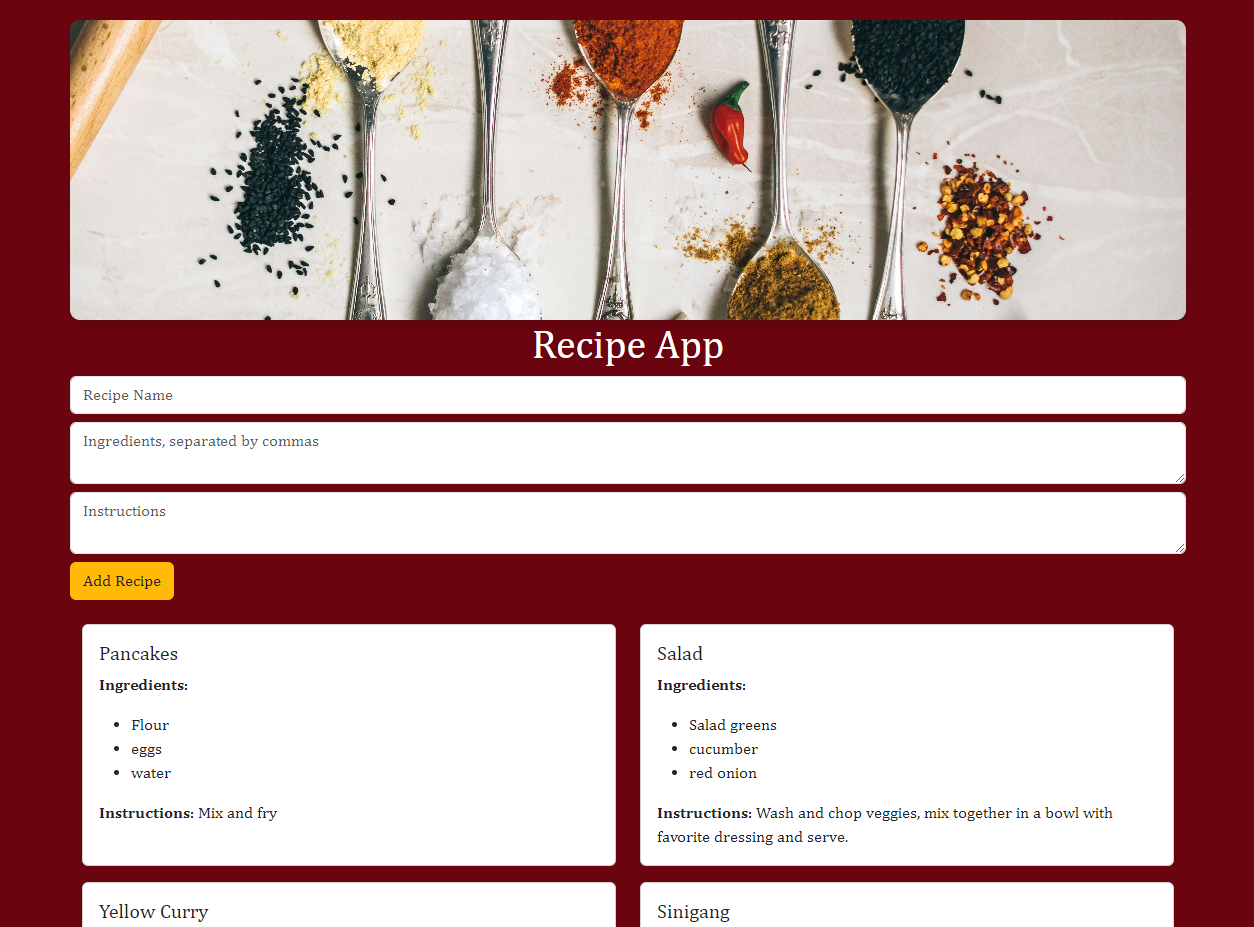 Recipe App
Recipe Name
Ingredients, separated by commas
Instructions
Add Recipe
Pancakes
Ingredients:
Flour
eggs
water
Instructions: Mix and fry
Salad
Ingredients:
Salad greens
cucumber
red onion
Instructions: Wash and chop veggies, mix together in a bowl with
favorite dressing and serve.
Yellow Curry
Sinigang